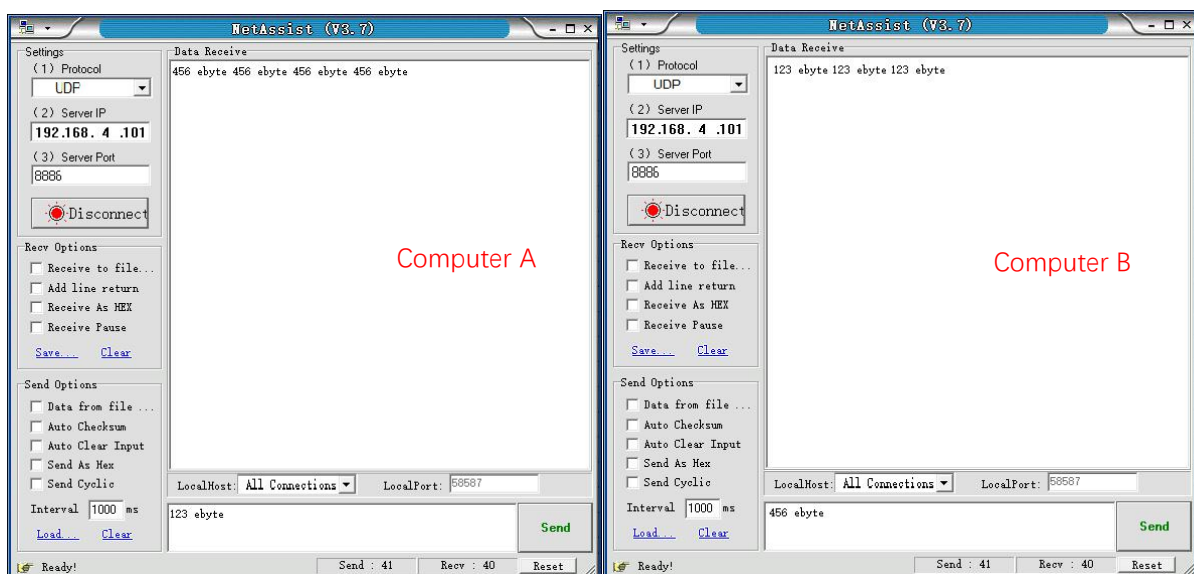 NetAssist (V3.7)
Settings
(1) Protocol
UDP
(2) Server IP
192.168. 4 .101
(3) Server Port
8886
Disconnect
Recv Options
Receive to file...
Add line return
Receive As HEX
Receive Pause
Save... Clear
Send Options
Data from file ...
Auto Checksum
Auto Clear Input
Send As Hex
Send Cyclic
Interval 1000 ms
Load... Clear
Data Receive
456 ebyte 456 ebyte 456 ebyte 456 ebyte
Computer A
LocalHost: All Connections LocalPort: 58587
123 ebyte
Send
Ready! Send : 41 Recv : 40 Reset
NetAssist (V3.7)
Settings
(1) Protocol
UDP
(2) Server IP
192.168. 4 .101
(3) Server Port
8886
Disconnect
Recv Options
Receive to file...
Add line return
Receive As HEX
Receive Pause
Save... Clear
Send Options
Data from file ...
Auto Checksum
Auto Clear Input
Send As Hex
Send Cyclic
Interval 1000 ms
Load... Clear
Data Receive
123 ebyte 123 ebyte 123 ebyte
Computer B
LocalHost: All Connections LocalPort: 58587
456 ebyte
Send
Ready! Send : 41 Recv : 40 Reset